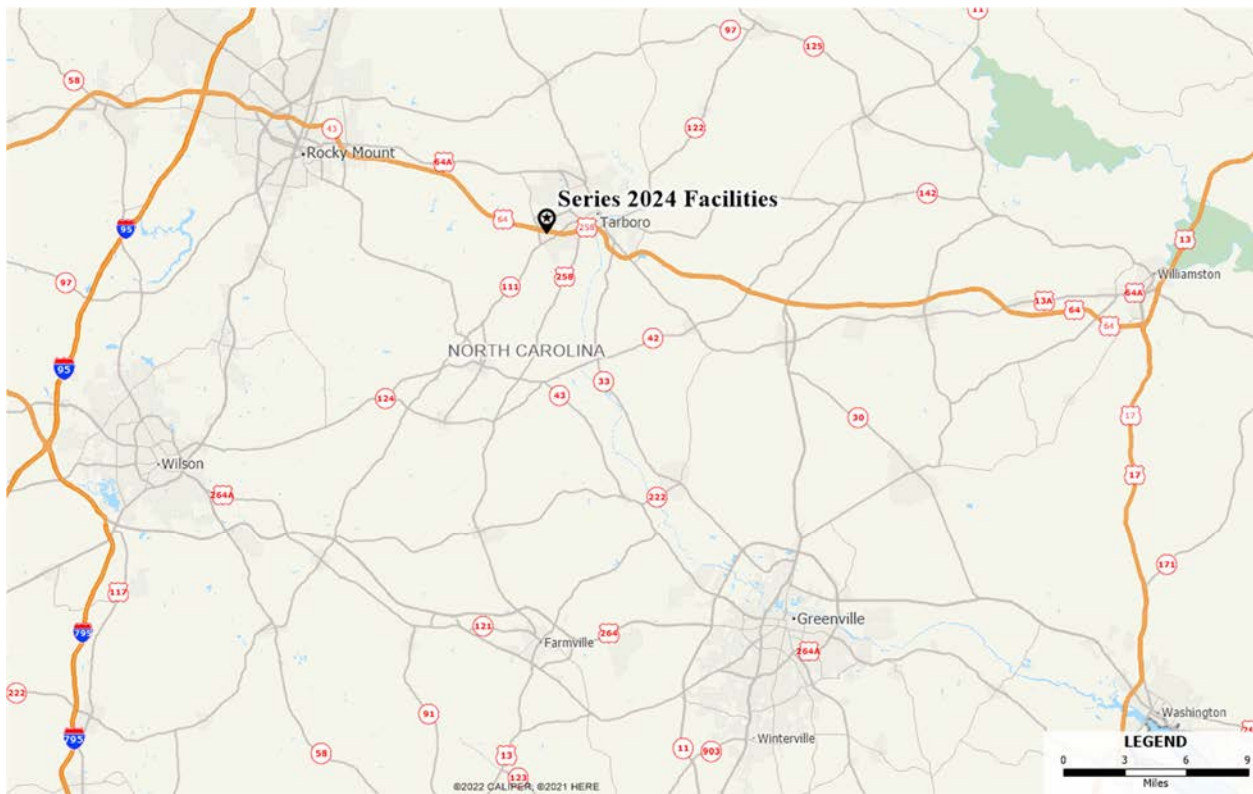 11
97
125
58
122
43
Rocky Mount
64A
142
Series 2024 Facilities
64
Tarboro
258
95
13
258
Williamston
97
111
64A
13A
64
64
42
NORTH CAROLINA
95
33
124
43
30
17
Wilson
17
264A
222
171
117
Greenville
121
264
795
Farmville
264A
222
91
Washington
795
58
13
11
903
Winterville
LEGEND
0 3 6 9
Miles
123
©2022 CALIPER; ©2021 HERE